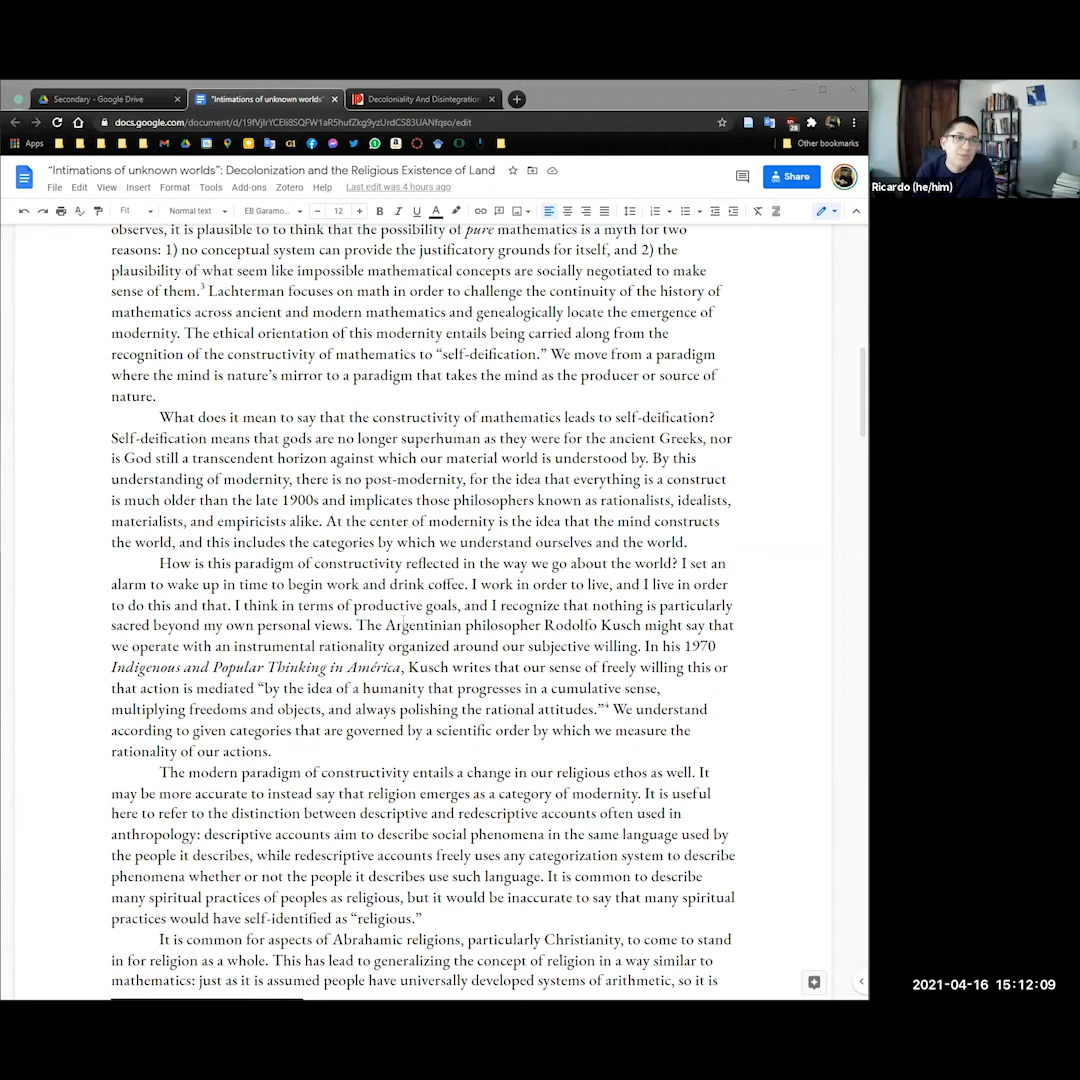 Secondary - Google Drive
"Intimations of unknown worlds"
Decoloniality And Disintegration
docs.google.com/document/d/
/edit
Apps
G1
28
Other bookmarks
"Intimations of unknown worlds": Decolonization and the Religious Existence of Land
File Edit View Insert Format Tools Add-ons Zotero Help Last edit was 4 hours ago
Share
Fit Normal text EB Garamo... 12 B I U A Z
observes, it is plausible to to think that the possibility of pure mathematics is a myth for two
reasons: 1) no conceptual system can provide the justificatory grounds for itself, and 2) the
plausibility of what seem like impossible mathematical concepts are socially negotiated to make
sense of them.3 Lachterman focuses on math in order to challenge the continuity of the history of
mathematics across ancient and modern mathematics and genealogically locate the emergence of
modernity. The ethical orientation of this modernity entails being carried along from the
recognition of the constructivity of mathematics to “self-deification.” We move from a paradigm
where the mind is nature’s mirror to a paradigm that takes the mind as the producer or source of
nature.
What does it mean to say that the constructivity of mathematics leads to self-deification?
Self-deification means that gods are no longer superhuman as they were for the ancient Greeks, nor
is God still a transcendent horizon against which our material world is understood by. By this
understanding of modernity, there is no post-modernity, for the idea that everything is a construct
is much older than the late 1900s and implicates those philosophers known as rationalists, idealists,
materialists, and empiricists alike. At the center of modernity is the idea that the mind constructs
the world, and this includes the categories by which we understand ourselves and the world.
How is this paradigm of constructivity reflected in the way we go about the world? I set an
alarm to wake up in time to begin work and drink coffee. I work in order to live, and I live in order
to do this and that. I think in terms of productive goals, and I recognize that nothing is particularly
sacred beyond my own personal views. The Argentinian philosopher Rodolfo Kusch might say that
we operate with an instrumental rationality organized around our subjective willing. In his 1970
Indigenous and Popular Thinking in América, Kusch writes that our sense of freely willing this or
that action is mediated “by the idea of a humanity that progresses in a cumulative sense,
multiplying freedoms and objects, and always polishing the rational attitudes.”4 We understand
according to given categories that are governed by a scientific order by which we measure the
rationality of our actions.
The modern paradigm of constructivity entails a change in our religious ethos as well. It
may be more accurate to instead say that religion emerges as a category of modernity. It is useful
here to refer to the distinction between descriptive and redescriptive accounts often used in
anthropology: descriptive accounts aim to describe social phenomena in the same language used by
the people it describes, while redescriptive accounts freely uses any categorization system to describe
phenomena whether or not the people it describes use such language. It is common to describe
many spiritual practices of peoples as religious, but it would be inaccurate to say that many spiritual
practices would have self-identified as “religious.”
It is common for aspects of Abrahamic religions, particularly Christianity, to come to stand
in for religion as a whole. This has lead to generalizing the concept of religion in a way similar to
mathematics: just as it is assumed people have universally developed systems of arithmetic, so it is
Ricardo (he/him)
2021-04-16 15:12:09